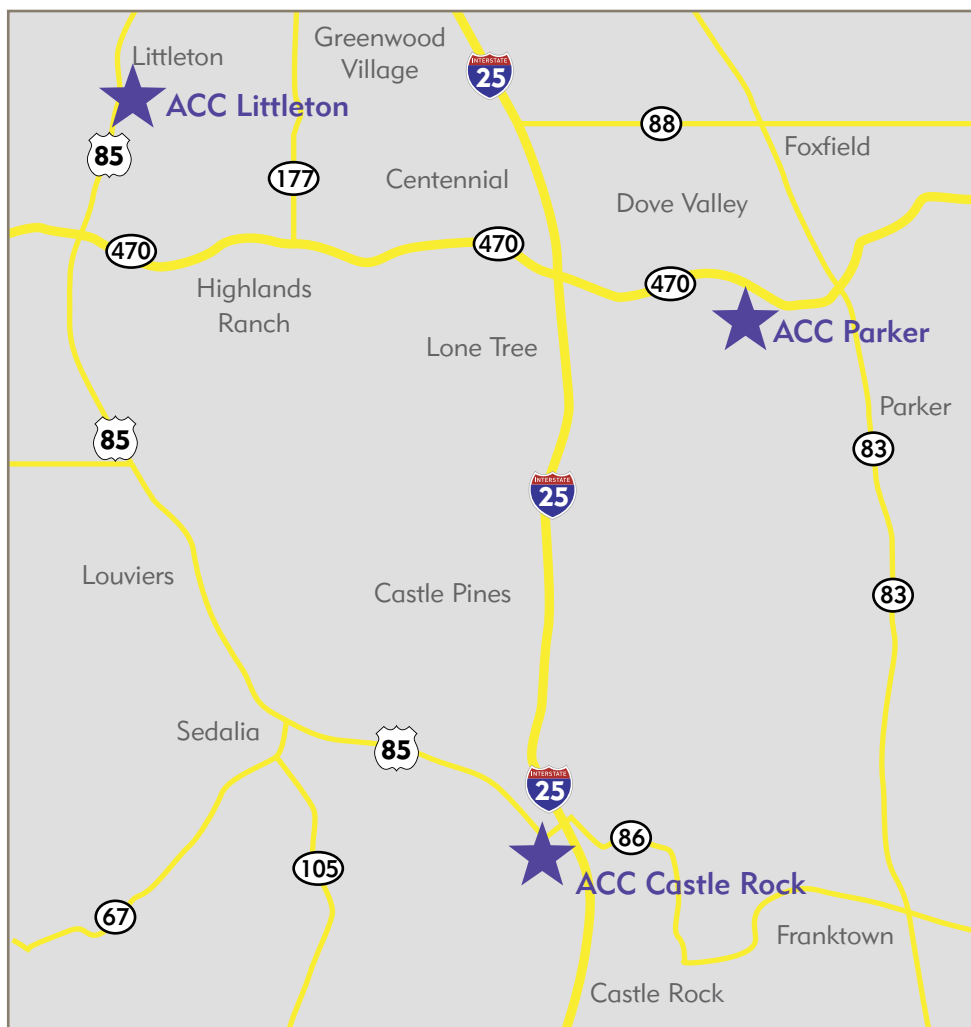 Littleton
Greenwood
Village
INTERSTATE
25
ACC Littleton
88
85
Foxfield
177
Centennial
Dove Valley
470
470
470
Highlands
Ranch
ACC Parker
Lone Tree
Parker
85
83
INTERSTATE
25
Louviers
Castle Pines
83
Sedalia
85
INTERSTATE
25
86
105
ACC Castle Rock
67
Franktown
Castle Rock